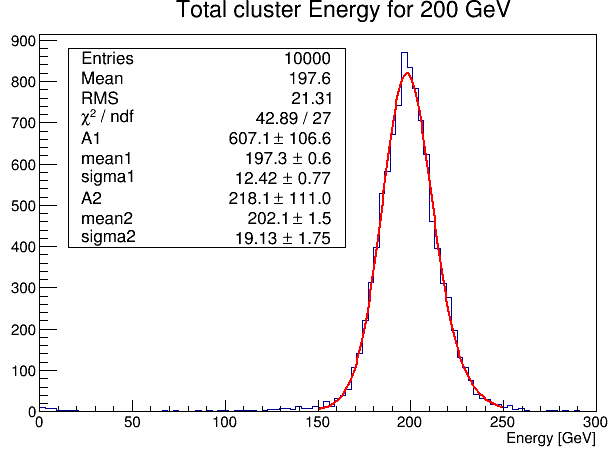 Total cluster Energy for 200 GeV
Entries 10000
Mean 197.6
RMS 21.31
χ² / ndf 42.89 / 27
A1 607.1 ± 106.6
mean1 197.3 ± 0.6
sigma1 12.42 ± 0.77
A2 218.1 ± 111.0
mean2 202.1 ± 1.5
sigma2 19.13 ± 1.75
900
800
700
600
500
400
300
200
100
0
0 50 100 150 200 250 300
Energy [GeV]